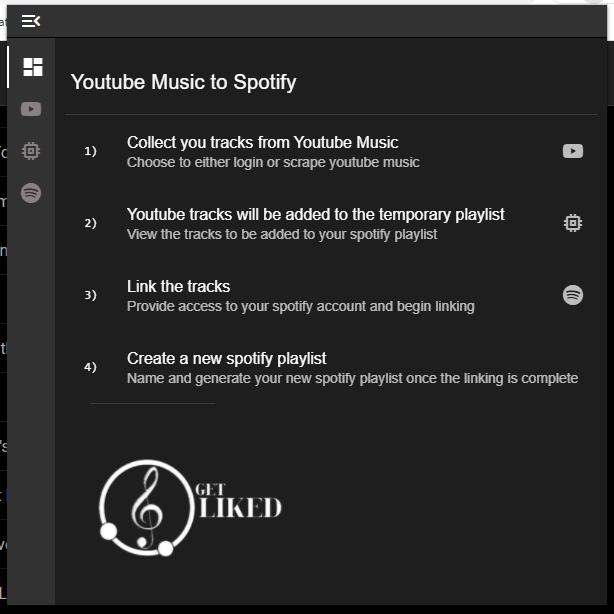 Youtube Music to Spotify
1) Collect you tracks from Youtube Music
Choose to either login or scrape youtube music
2) Youtube tracks will be added to the temporary playlist
View the tracks to be added to your spotify playlist
3) Link the tracks
Provide access to your spotify account and begin linking
4) Create a new spotify playlist
Name and generate your new spotify playlist once the linking is complete
GET
LIKED